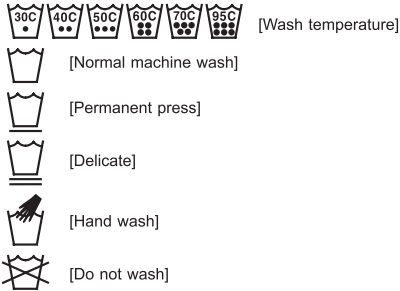 30C 40C 50C 60C 70C 95C [Wash temperature]
[Normal machine wash]
[Permanent press]
[Delicate]
[Hand wash]
[Do not wash]